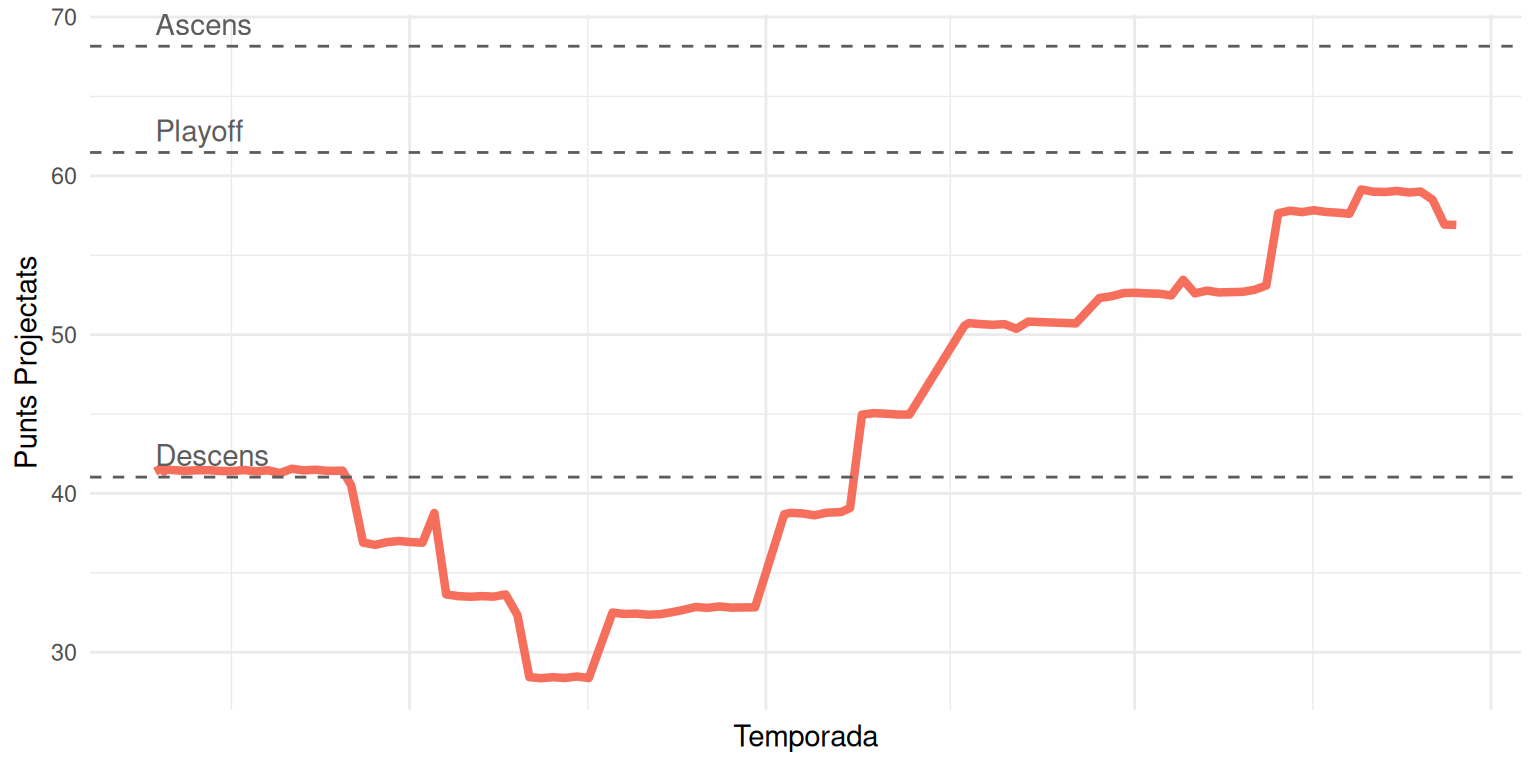 70
Ascens
Playoff
60
50
Descens
40
30
Punts Projectats
Temporada